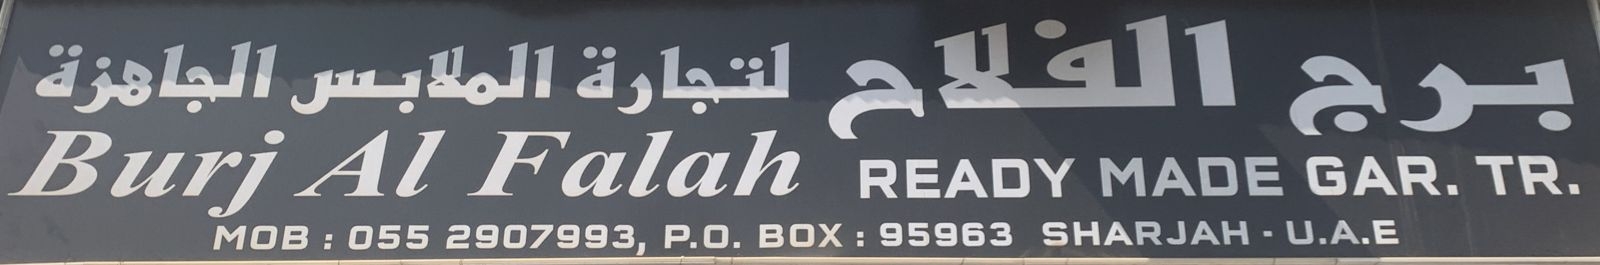 برج الفلاح لتجارة الملابس الجاهزة
Burj Al Falah READY MADE GAR. TR.
MOB : 055 2907993, P.O. BOX : 95963 SHARJAH - U.A.E